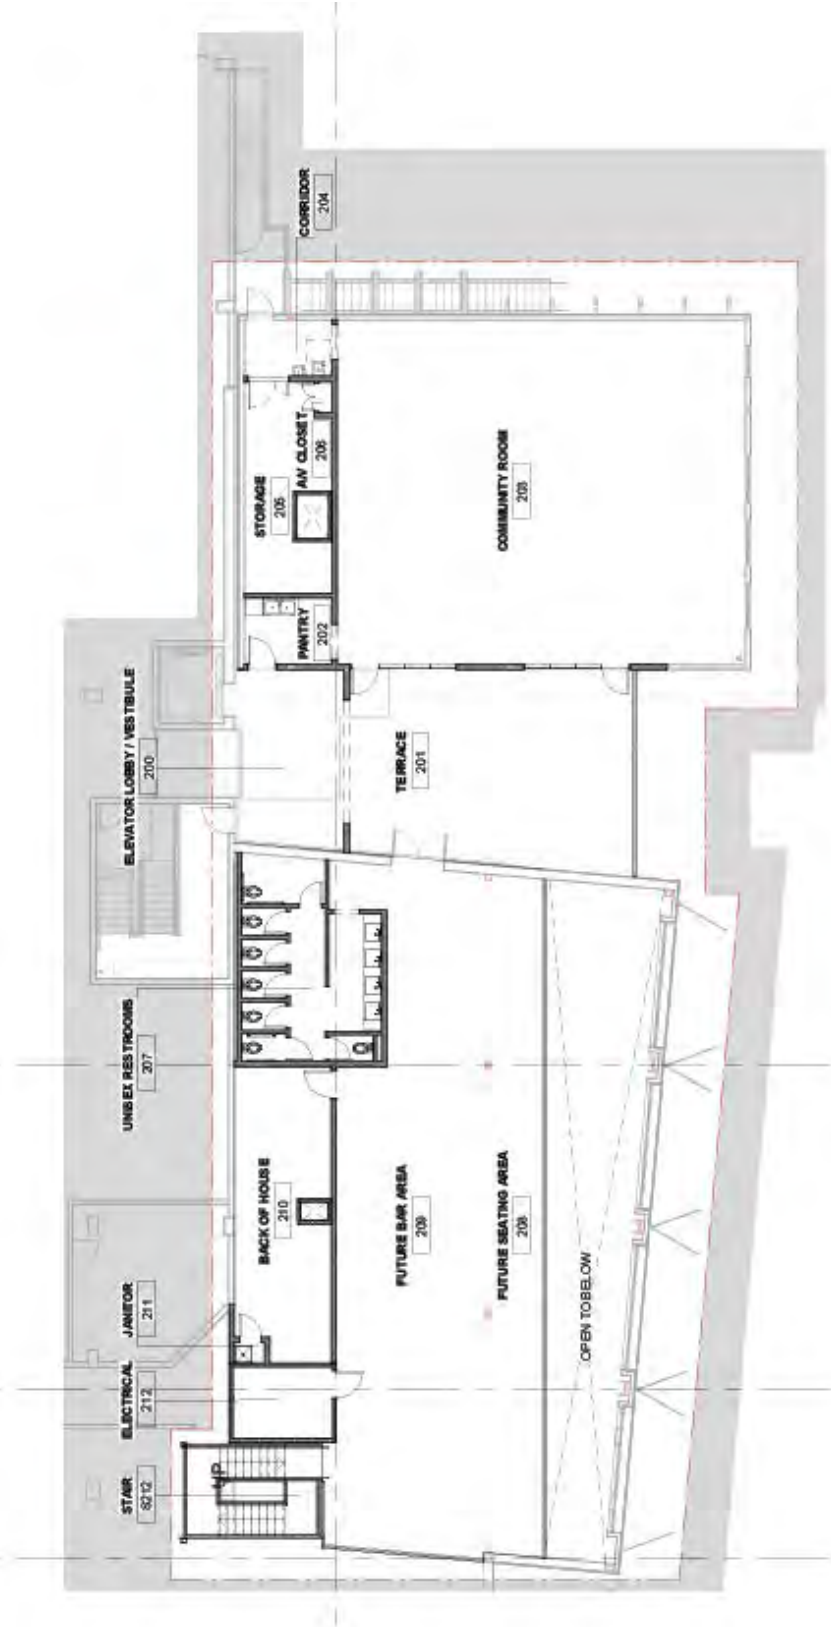 STAIR
S212
ELECTRICAL
212
JANITOR
211
UNISEX RESTROOMS
207
ELEVATOR LOBBY / VESTIBULE
200
UP
BACK OF HOUSE
210
PANTRY
202
STORAGE
205
A/V CLOSET
206
CORRIDOR
204
FUTURE BAR AREA
209
TERRACE
201
FUTURE SEATING AREA
208
COMMUNITY ROOM
203
OPEN TO BELOW